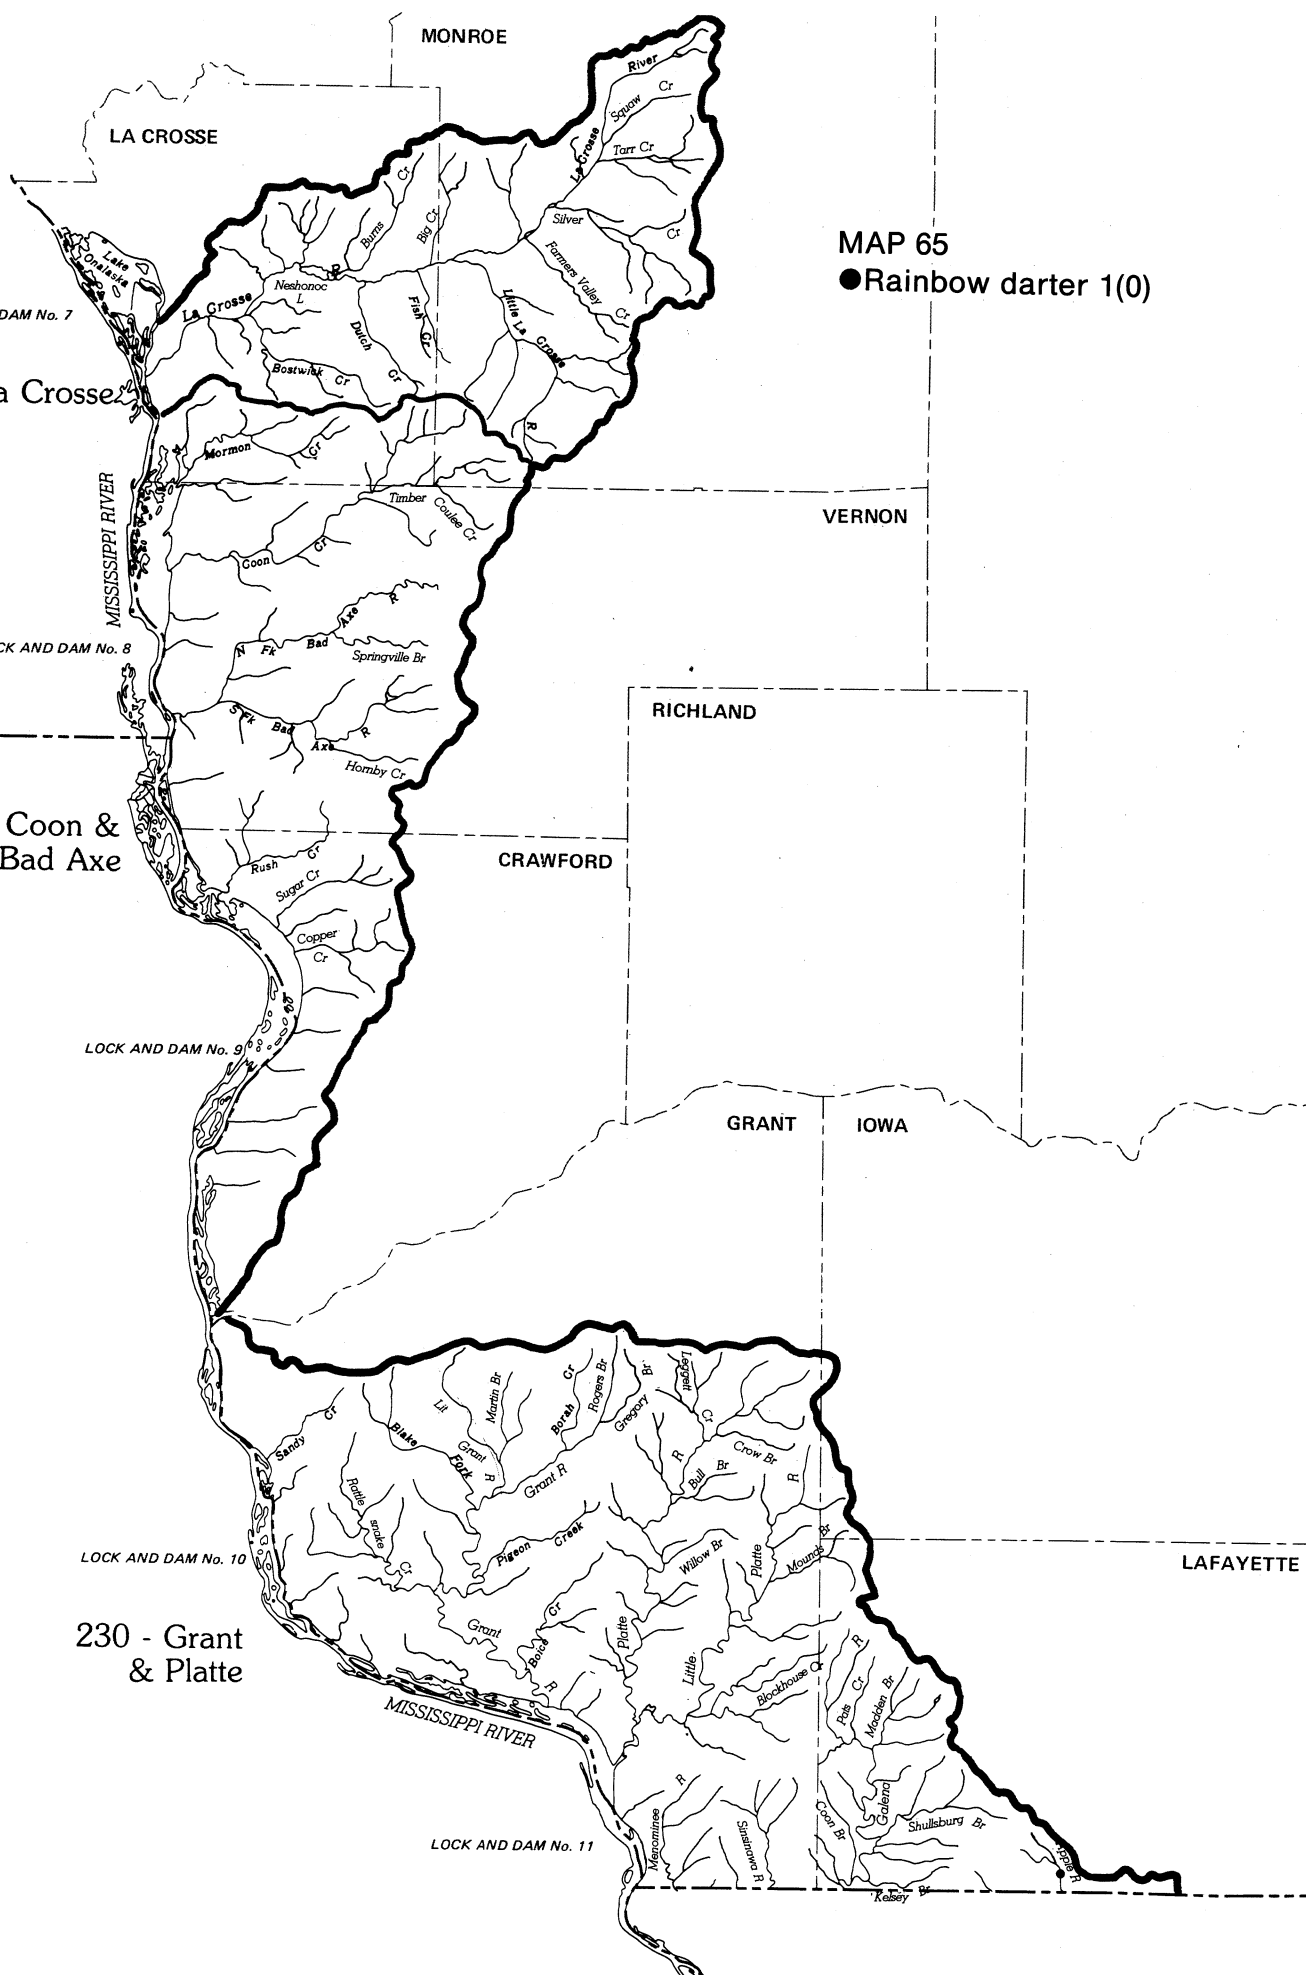 MONROE
LA CROSSE
River
Squaw Cr
La Crosse
Tarr Cr
MAP 65
●Rainbow darter 1(0)
Burns Cr
Big Cr
Silver Cr
Farmers Valley Cr
Lake
Onalaska
Neshonoc
L
La Crosse R
Fish Cr
Dutch Cr
Little La Crosse R
Bostwick Cr
DAM No. 7
a Crosse
Mormon Cr
Timber Coulee Cr
VERNON
MISSISSIPPI RIVER
Coon Cr
N Fk Bad Axe R
Springville Br
CK AND DAM No. 8
S Fk Bad Axe R
Hornby Cr
RICHLAND
Coon &
Bad Axe
CRAWFORD
Rush Cr
Sugar Cr
Copper
Cr
LOCK AND DAM No. 9
GRANT
IOWA
Sandy Cr
Blake Fork
Lit Grant R
Martin Br
Borah Cr
Rogers Br
Gregory Br
Leggett Cr
Crow Br
Bull Br
R
R
Grant R
Rattle snake Cr
Pigeon Creek
Willow Br
Platte
Mounds Br
LAFAYETTE
LOCK AND DAM No. 10
230 - Grant
& Platte
Grant R
Boice Cr
Platte
Little
Blockhouse Cr
Pats Cr
R
Madden Br
MISSISSIPPI RIVER
Menominee R
Sinsinawa R
Coon Br
Galena
Shullsburg Br
Apple R
LOCK AND DAM No. 11
Kelsey Br